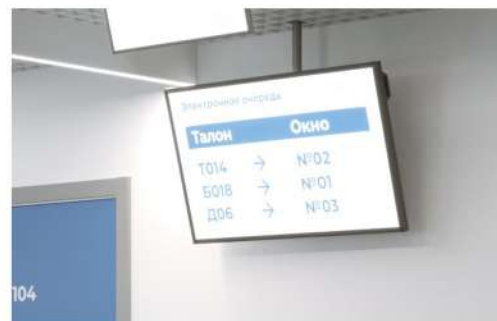 Электронная очередь
Талон Окно
Т014 → №02
Б018 → №01
Д06 → №03
104